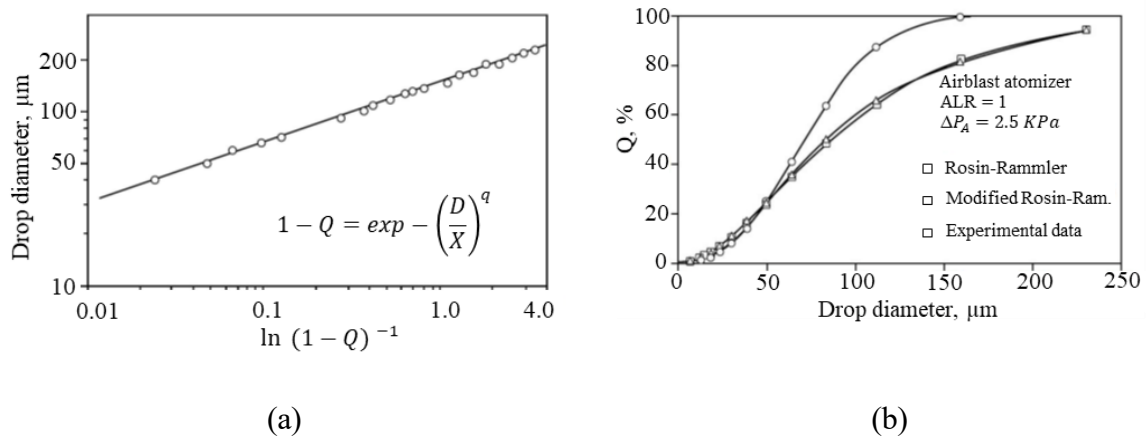 Drop diameter, µm
200
100
50
10
0.01
0.1
1.0
4.0
1 − Q = exp − (D/X)^q
ln (1 − Q) ⁻¹
(a)
Q, %
100
80
60
40
20
0
0
50
100
150
200
250
Airblast atomizer
ALR = 1
ΔP_A = 2.5 KPa
Rosin-Rammler
Modified Rosin-Ram.
Experimental data
Drop diameter, µm
(b)